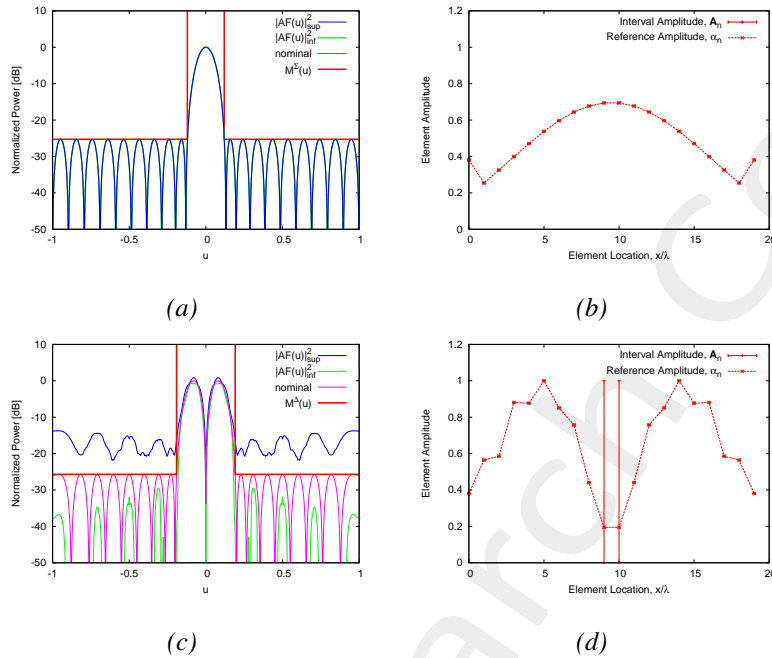 |AF(u)|²sup
|AF(u)|²inf
nominal
M^Σ(u)
Normalized Power [dB]
10
0
-10
-20
-30
-40
-50
-1
-0.5
0
0.5
1
u
(a)
Interval Amplitude, Aₙ
Reference Amplitude, αₙ
Element Amplitude
1.2
1
0.8
0.6
0.4
0.2
0
0
5
10
15
20
Element Location, x/λ
(b)
|AF(u)|²sup
|AF(u)|²inf
nominal
M^Δ(u)
Normalized Power [dB]
10
0
-10
-20
-30
-40
-50
-1
-0.5
0
0.5
1
u
(c)
Interval Amplitude, Aₙ
Reference Amplitude, αₙ
Element Amplitude
1.2
1
0.8
0.6
0.4
0.2
0
0
5
10
15
20
Element Location, x/λ
(d)